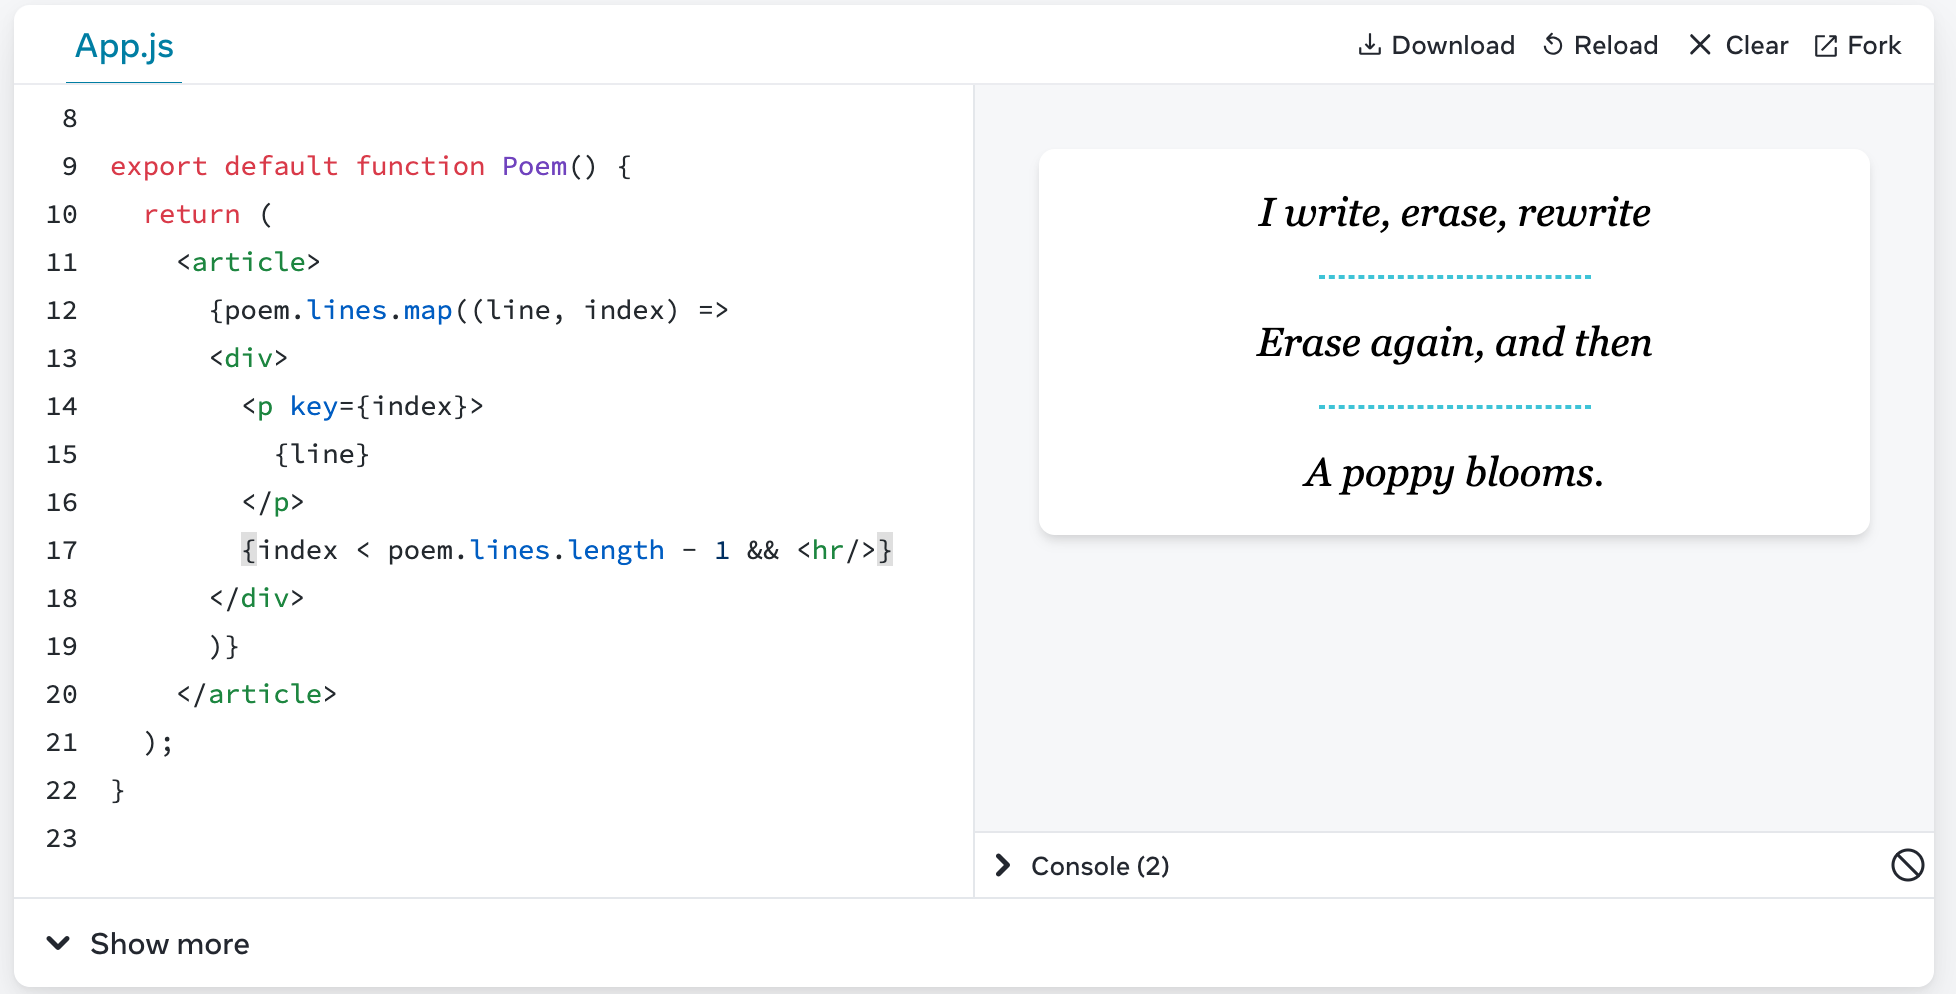 App.js
Download Reload Clear Fork
8
9 export default function Poem() {
10   return (
11     <article>
12       {poem.lines.map((line, index) =>
13       <div>
14         <p key={index}>
15           {line}
16         </p>
17         {index < poem.lines.length - 1 && <hr/>}
18       </div>
19       )}
20     </article>
21   );
22 }
23
I write, erase, rewrite
Erase again, and then
A poppy blooms.
Console (2)
Show more